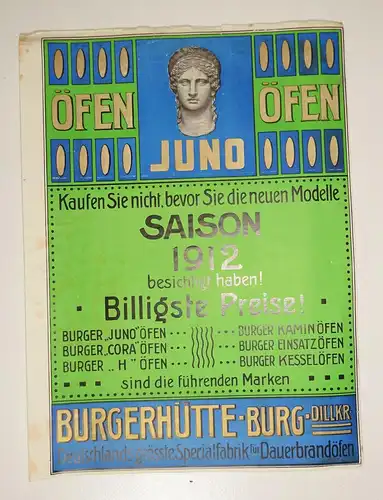 ÖFEN ÖFEN
JUNO
Kaufen Sie nicht, bevor Sie die neuen Modelle
SAISON
1912
besichtigt haben!
Billigste Preise!
BURGER „JUNO" ÖFEN BURGER KAMINÖFEN
BURGER „CORA" ÖFEN BURGER EINSATZÖFEN
BURGER „H" ÖFEN BURGER KESSELÖFEN
sind die führenden Marken
BURGERHÜTTE-BURG-DILLKR
Deutschlands grösste Specialfabrik für Dauerbrandöfen